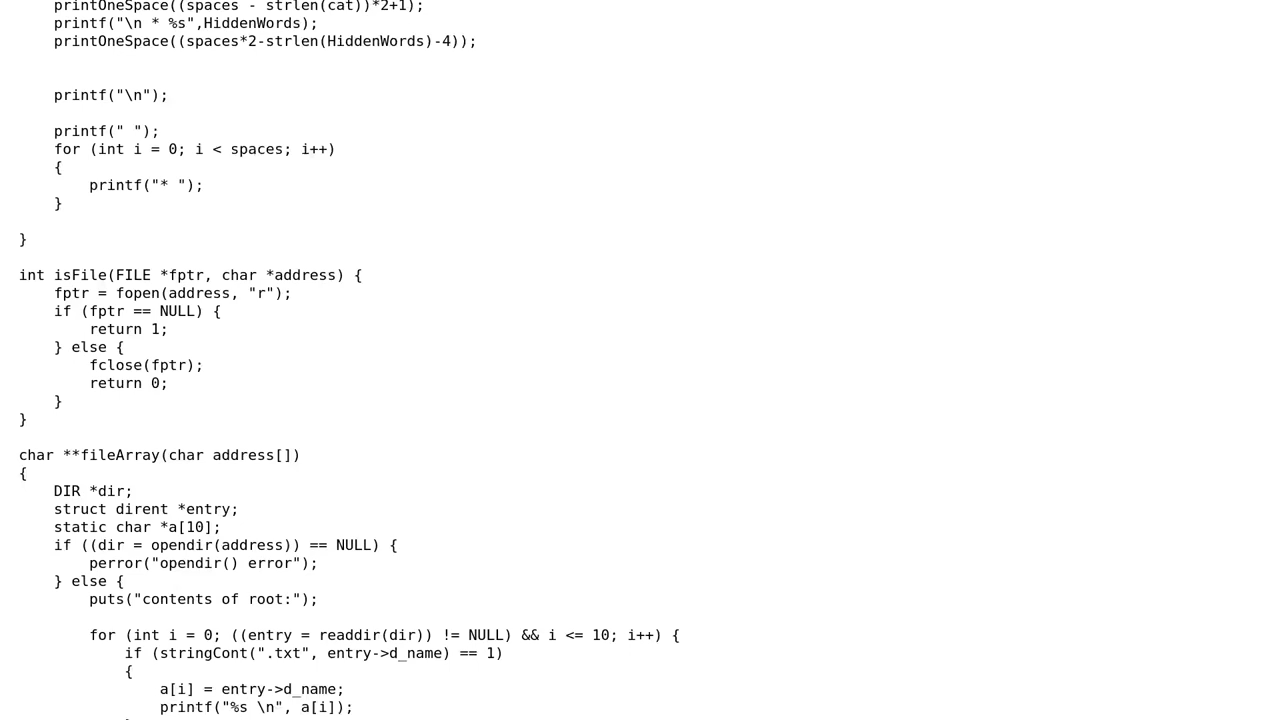 printOneSpace((spaces - strlen(cat))*2+1);
printf("\n * %s",HiddenWords);
printOneSpace((spaces*2-strlen(HiddenWords)-4));
printf("\n");
printf(" ");
for (int i = 0; i < spaces; i++)
{
printf("* ");
}
}
int isFile(FILE *fptr, char *address) {
fptr = fopen(address, "r");
if (fptr == NULL) {
return 1;
} else {
fclose(fptr);
return 0;
}
}
char **fileArray(char address[])
{
DIR *dir;
struct dirent *entry;
static char *a[10];
if ((dir = opendir(address)) == NULL) {
perror("opendir() error");
} else {
puts("contents of root:");
for (int i = 0; ((entry = readdir(dir)) != NULL) && i <= 10; i++) {
if (stringCont(".txt", entry->d_name) == 1)
{
a[i] = entry->d_name;
printf("%s \n", a[i]);